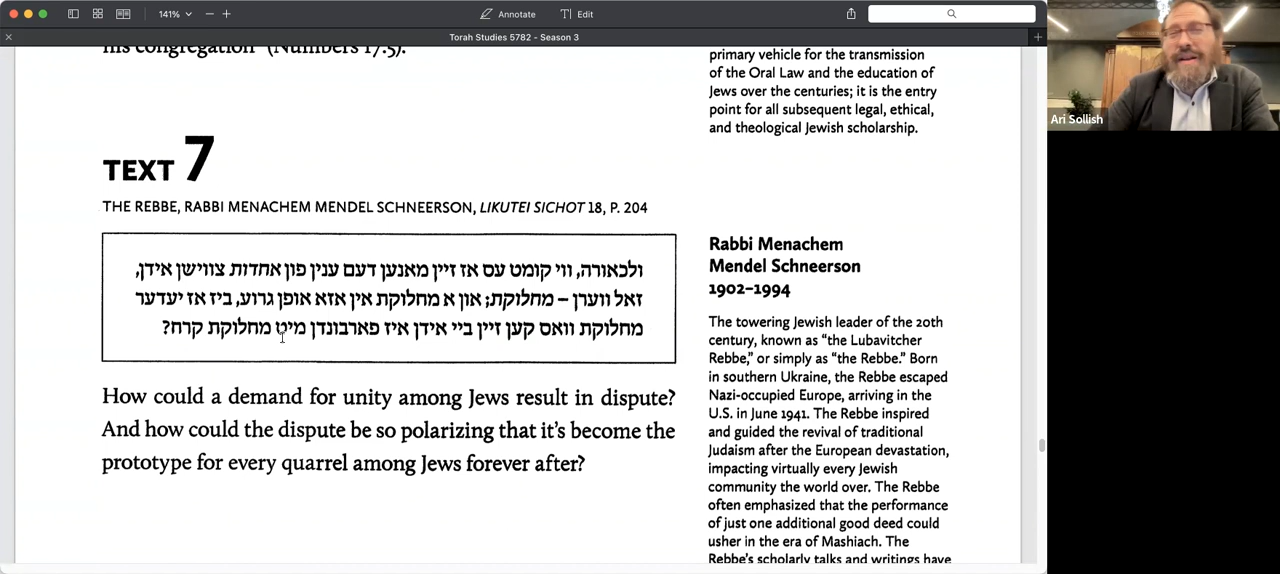 141%
Annotate
Edit
Torah Studies 5782 - Season 3
his congregation" (Numbers 17:5).
TEXT 7
THE REBBE, RABBI MENACHEM MENDEL SCHNEERSON, LIKUTEI SICHOT 18, P. 204
ולכאורה, ווי קומט עס אז זיין מאנען דעם ענין פון אחדות צווישן אידן,
זאל ווערן – מחלוקת; און א מחלוקת אין אזא אופן גרוע, ביז אז יעדער
מחלוקת וואס קען זיין ביי אידן איז פארבונדן מיט מחלוקת קרח?
How could a demand for unity among Jews result in dispute?
And how could the dispute be so polarizing that it's become the
prototype for every quarrel among Jews forever after?
primary vehicle for the transmission
of the Oral Law and the education of
Jews over the centuries; it is the entry
point for all subsequent legal, ethical,
and theological Jewish scholarship.
Rabbi Menachem
Mendel Schneerson
1902–1994
The towering Jewish leader of the 20th
century, known as "the Lubavitcher
Rebbe," or simply as "the Rebbe." Born
in southern Ukraine, the Rebbe escaped
Nazi-occupied Europe, arriving in the
U.S. in June 1941. The Rebbe inspired
and guided the revival of traditional
Judaism after the European devastation,
impacting virtually every Jewish
community the world over. The Rebbe
often emphasized that the performance
of just one additional good deed could
usher in the era of Mashiach. The
Rebbe's scholarly talks and writings have
Ari Sollish